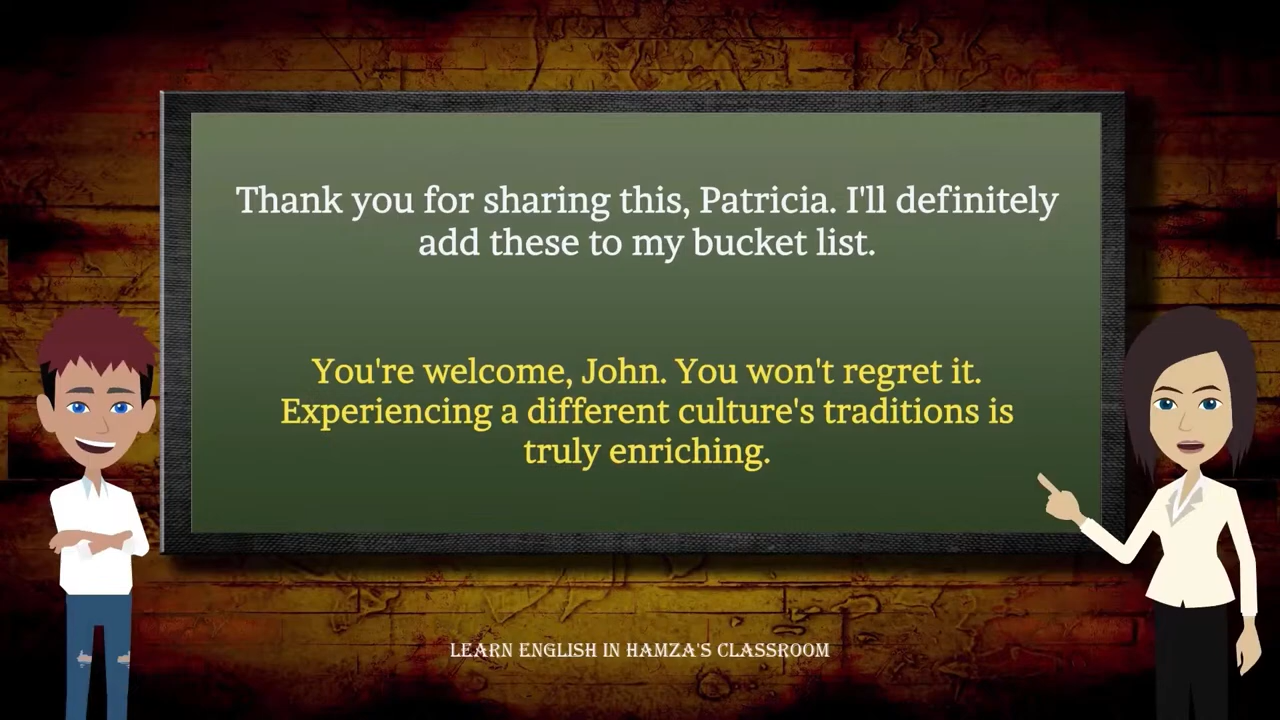 Thank you for sharing this, Patricia. I'll definitely
add these to my bucket list.
You're welcome, John. You won't regret it.
Experiencing a different culture's traditions is
truly enriching.
LEARN ENGLISH IN HAMZA'S CLASSROOM